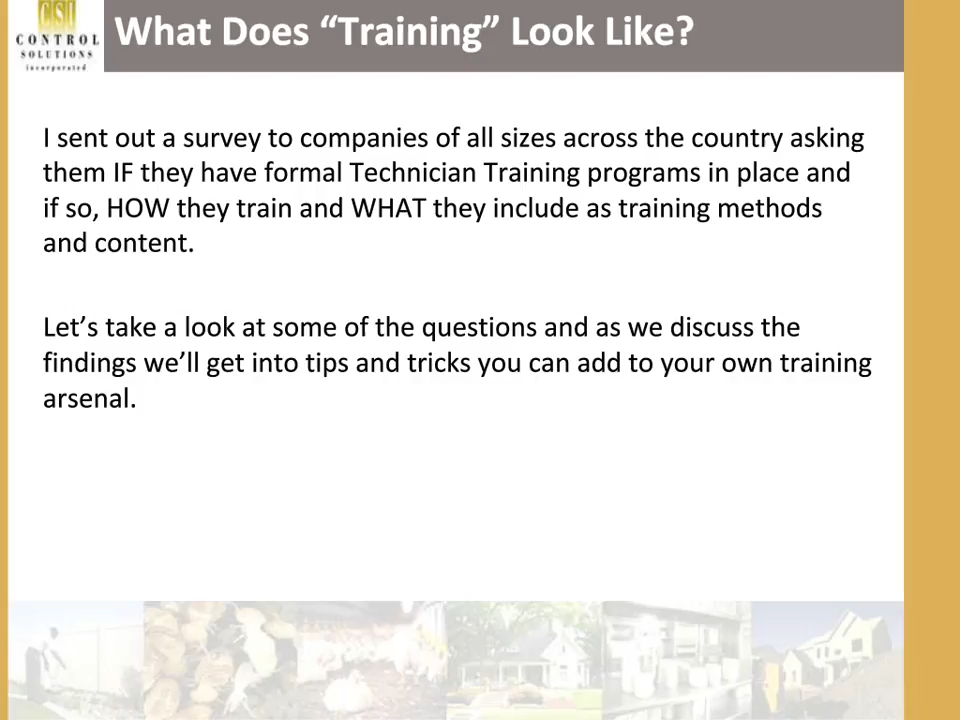 CSI
CONTROL
SOLUTIONS
incorporated
What Does “Training” Look Like?
I sent out a survey to companies of all sizes across the country asking
them IF they have formal Technician Training programs in place and
if so, HOW they train and WHAT they include as training methods
and content.
Let’s take a look at some of the questions and as we discuss the
findings we’ll get into tips and tricks you can add to your own training
arsenal.